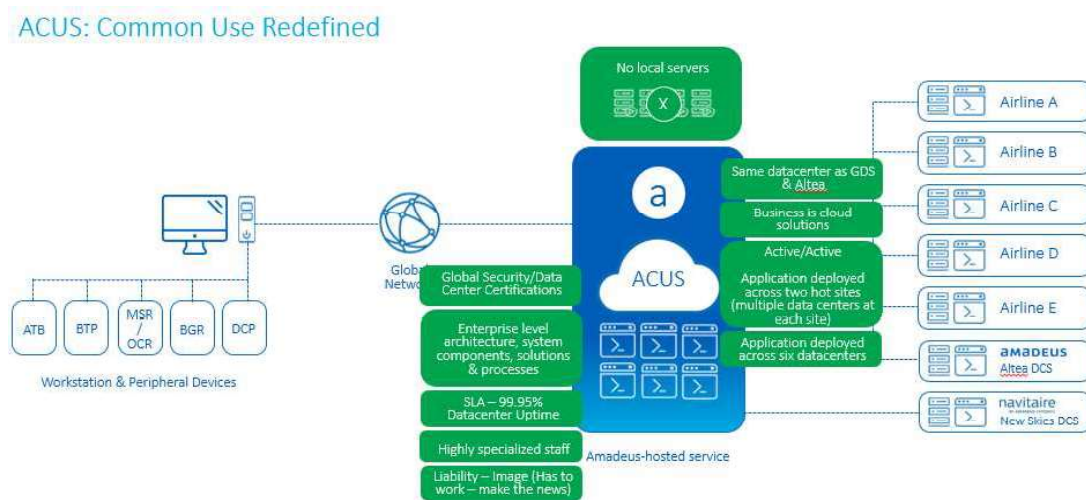 ACUS: Common Use Redefined
No local servers
X
Airline A
Airline B
Airline C
Airline D
Airline E
amadeus
Altea DCS
navitaire
New Skies DCS
a
ACUS
Same datacenter as GDS
& Altea
Business is cloud
solutions
Active/Active
Application deployed
across two hot sites
(multiple data centers at
each site)
Application deployed
across six datacenters
Global
Global Security/Data
Center Certifications
Enterprise level
architecture, system
components, solutions
& processes
SLA – 99.95%
Datacenter Uptime
Highly specialized staff
Liability – Image (Has to
work – make the news)
Amadeus-hosted service
ATB
BTP
MSR
/
OCR
BGR
DCP
Workstation & Peripheral Devices